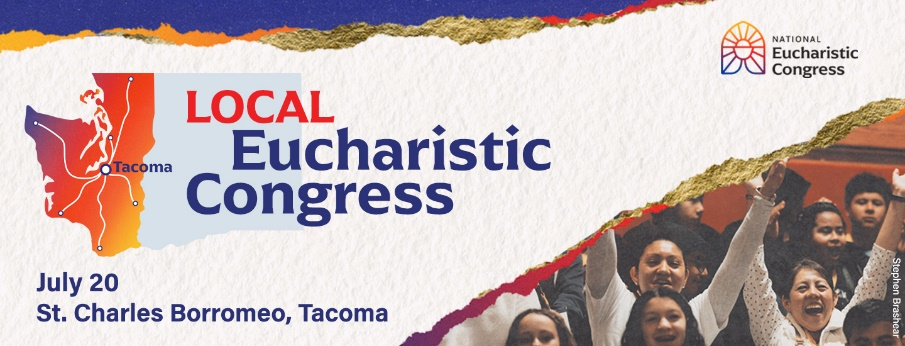 NATIONAL
Eucharistic
Congress
LOCAL
Eucharistic
Congress
Tacoma
July 20
St. Charles Borromeo, Tacoma
Stephen Brashear